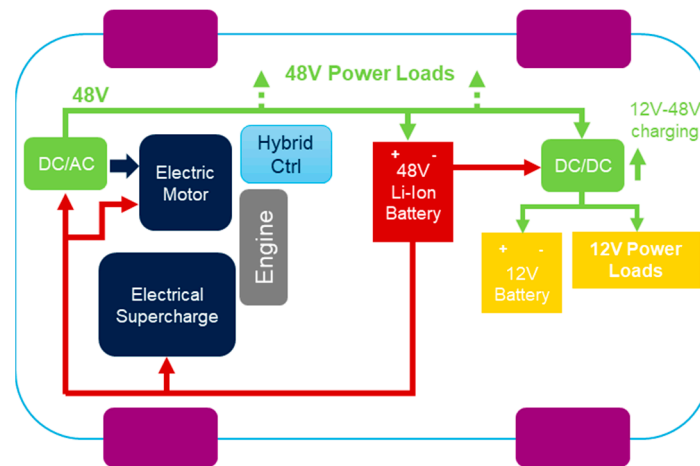 48V Power Loads
48V
12V-48V
charging
DC/AC
Electric
Motor
Hybrid
Ctrl
+ -
48V
Li-Ion
Battery
DC/DC
Engine
Electrical
Supercharge
+ -
12V
Battery
12V Power
Loads